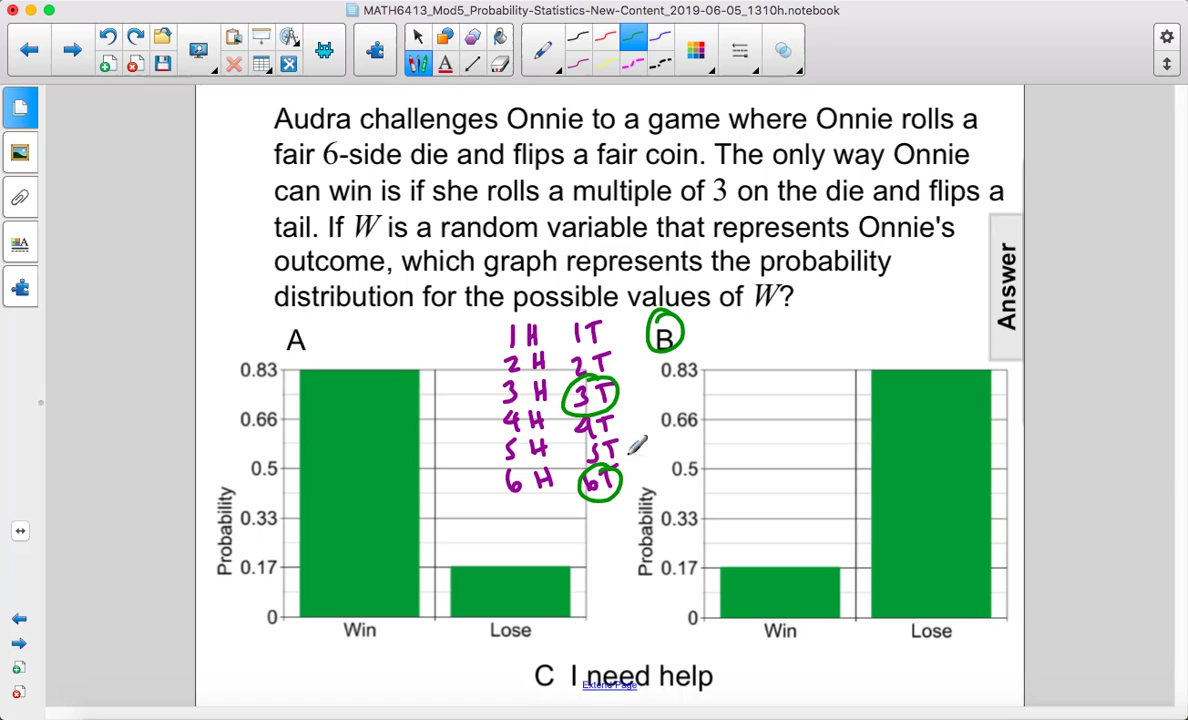 MATH6413_Mod5_Probability-Statistics-New-Content_2019-06-05_1310h.notebook
Audra challenges Onnie to a game where Onnie rolls a
fair 6-side die and flips a fair coin. The only way Onnie
can win is if she rolls a multiple of 3 on the die and flips a
tail. If W is a random variable that represents Onnie's
outcome, which graph represents the probability
distribution for the possible values of W?
Answer
A
0.83
0.66
0.5
0.33
0.17
0
Probability
Win Lose
1 H 1 T
2 H 2 T
3 H 3 T
4 H 4 T
5 H 5 T
6 H 6 T
B
0.83
0.66
0.5
0.33
0.17
0
Probability
Win Lose
C I need help
Extend Page